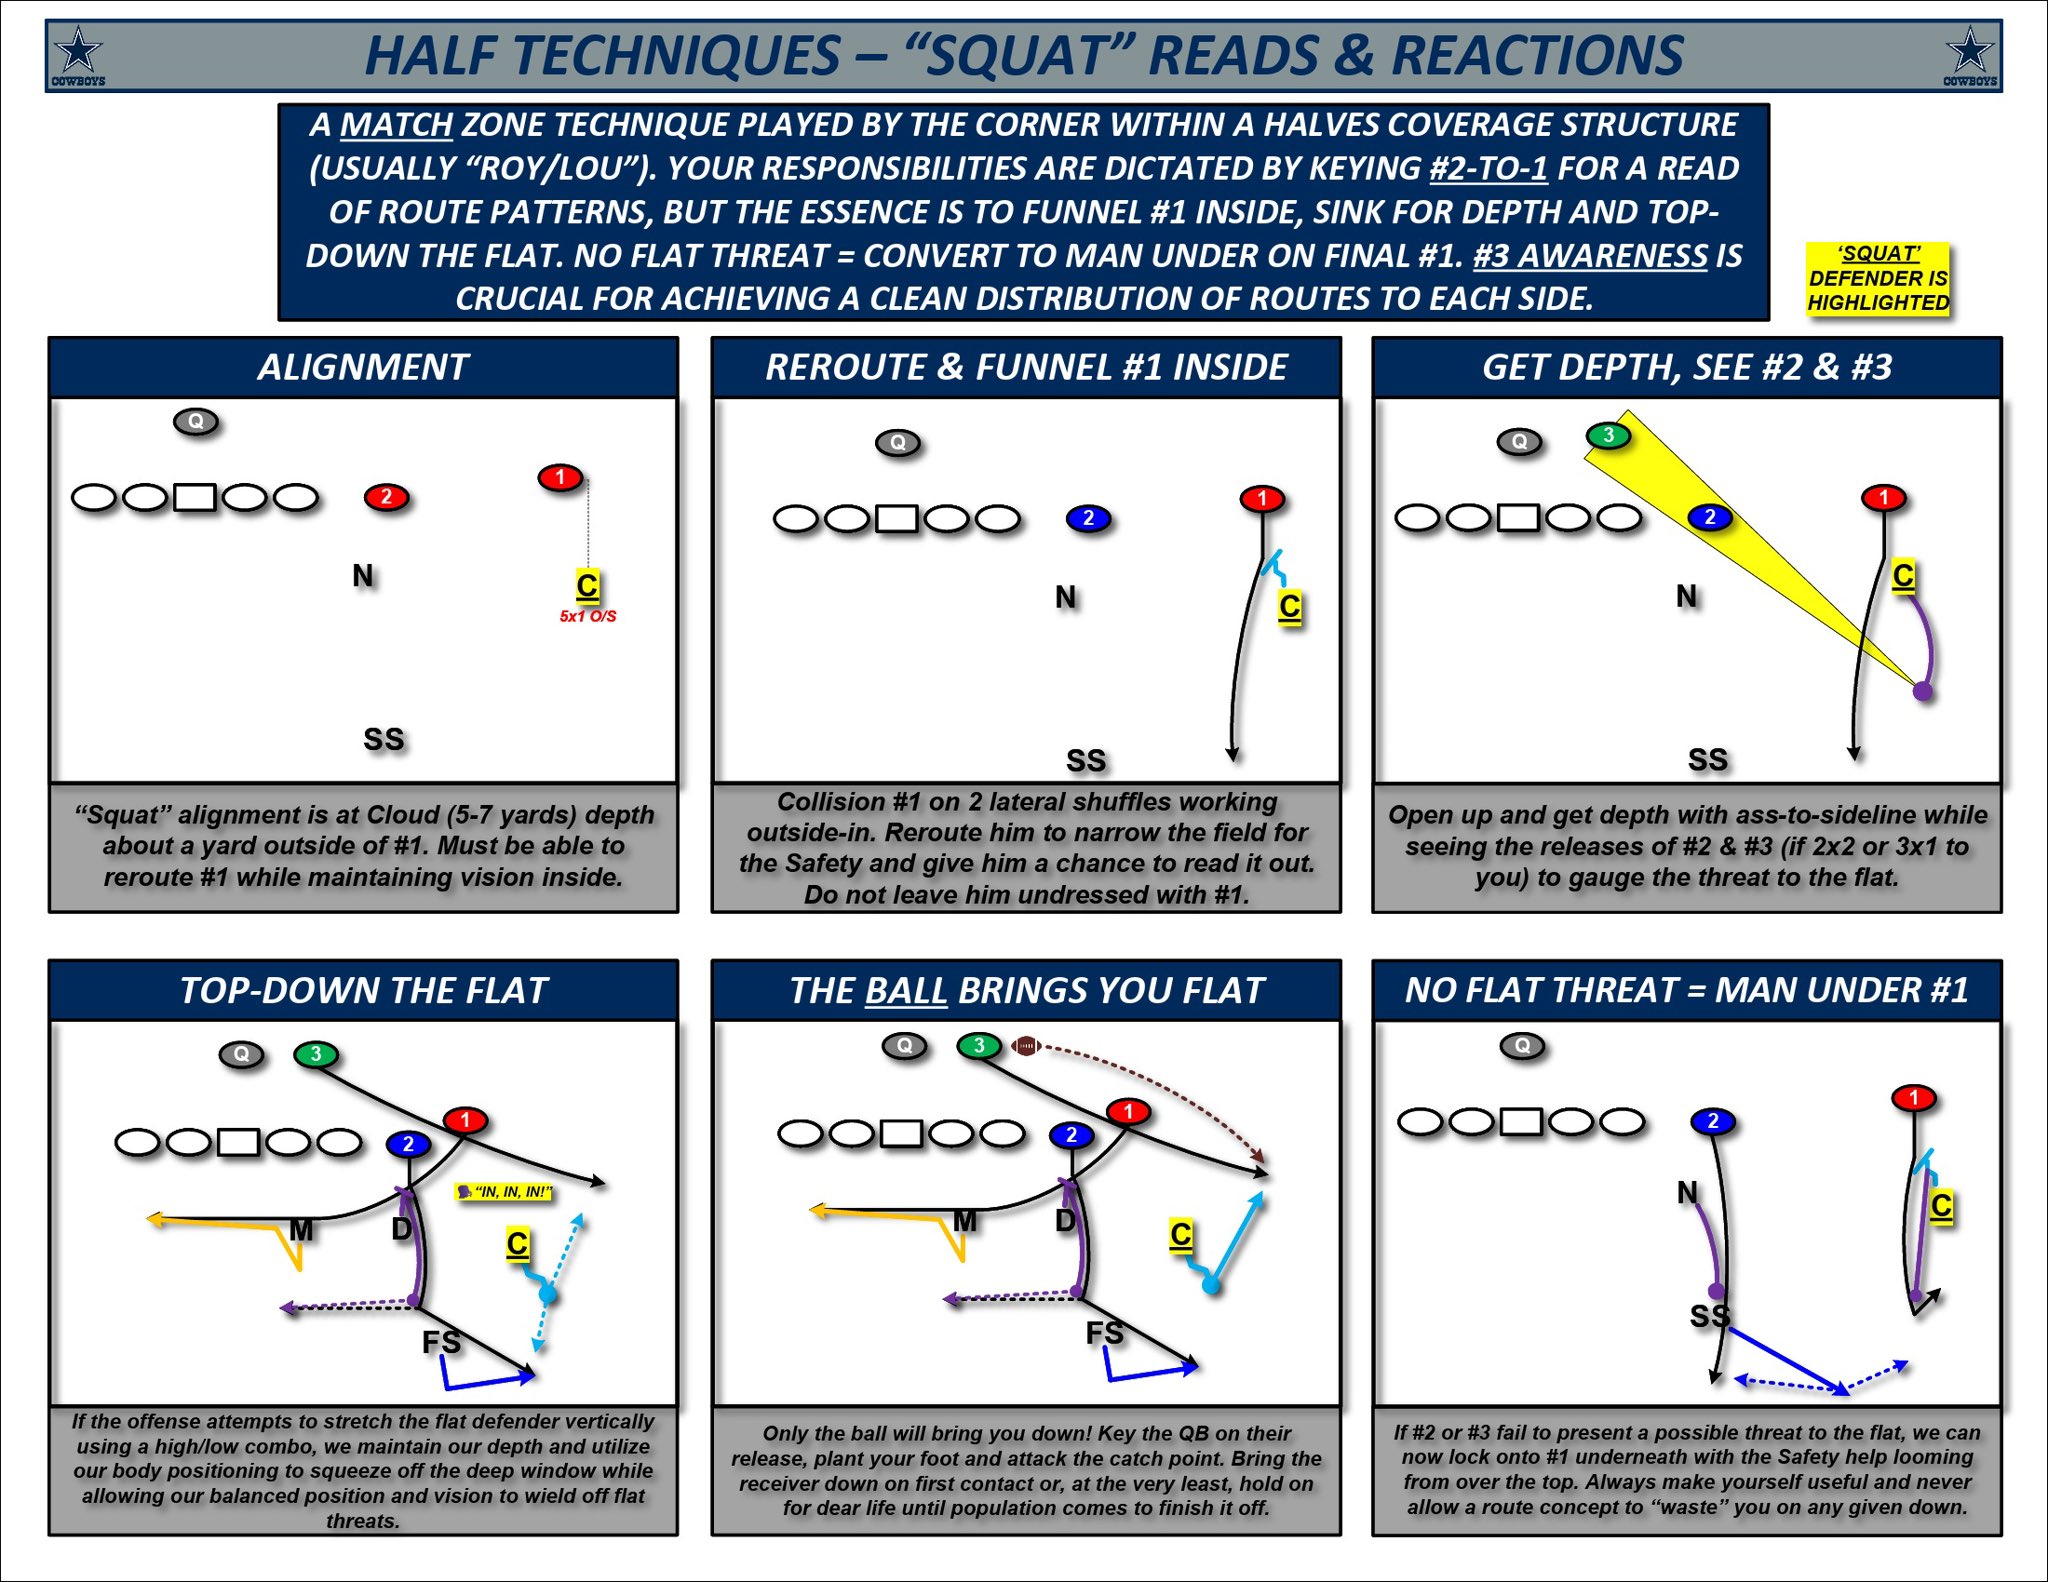 COWBOYS
HALF TECHNIQUES – “SQUAT” READS & REACTIONS
COWBOYS
A MATCH ZONE TECHNIQUE PLAYED BY THE CORNER WITHIN A HALVES COVERAGE STRUCTURE
(USUALLY “ROY/LOU”). YOUR RESPONSIBILITIES ARE DICTATED BY KEYING #2-TO-1 FOR A READ
OF ROUTE PATTERNS, BUT THE ESSENCE IS TO FUNNEL #1 INSIDE, SINK FOR DEPTH AND TOP-
DOWN THE FLAT. NO FLAT THREAT = CONVERT TO MAN UNDER ON FINAL #1. #3 AWARENESS IS
CRUCIAL FOR ACHIEVING A CLEAN DISTRIBUTION OF ROUTES TO EACH SIDE.
‘SQUAT’
DEFENDER IS
HIGHLIGHTED
ALIGNMENT
Q
1
2
N
C
5x1 O/S
SS
“Squat” alignment is at Cloud (5-7 yards) depth
about a yard outside of #1. Must be able to
reroute #1 while maintaining vision inside.
REROUTE & FUNNEL #1 INSIDE
Q
1
2
N
C
SS
Collision #1 on 2 lateral shuffles working
outside-in. Reroute him to narrow the field for
the Safety and give him a chance to read it out.
Do not leave him undressed with #1.
GET DEPTH, SEE #2 & #3
Q
3
1
2
C
N
SS
Open up and get depth with ass-to-sideline while
seeing the releases of #2 & #3 (if 2x2 or 3x1 to
you) to gauge the threat to the flat.
TOP-DOWN THE FLAT
Q
3
1
2
“IN, IN, IN!”
M
D
C
FS
If the offense attempts to stretch the flat defender vertically
using a high/low combo, we maintain our depth and utilize
our body positioning to squeeze off the deep window while
allowing our balanced position and vision to wield off flat
threats.
THE BALL BRINGS YOU FLAT
Q
3
1
2
M
D
C
FS
Only the ball will bring you down! Key the QB on their
release, plant your foot and attack the catch point. Bring the
receiver down on first contact or, at the very least, hold on
for dear life until population comes to finish it off.
NO FLAT THREAT = MAN UNDER #1
Q
1
2
N
C
SS
If #2 or #3 fail to present a possible threat to the flat, we can
now lock onto #1 underneath with the Safety help looming
from over the top. Always make yourself useful and never
allow a route concept to “waste” you on any given down.